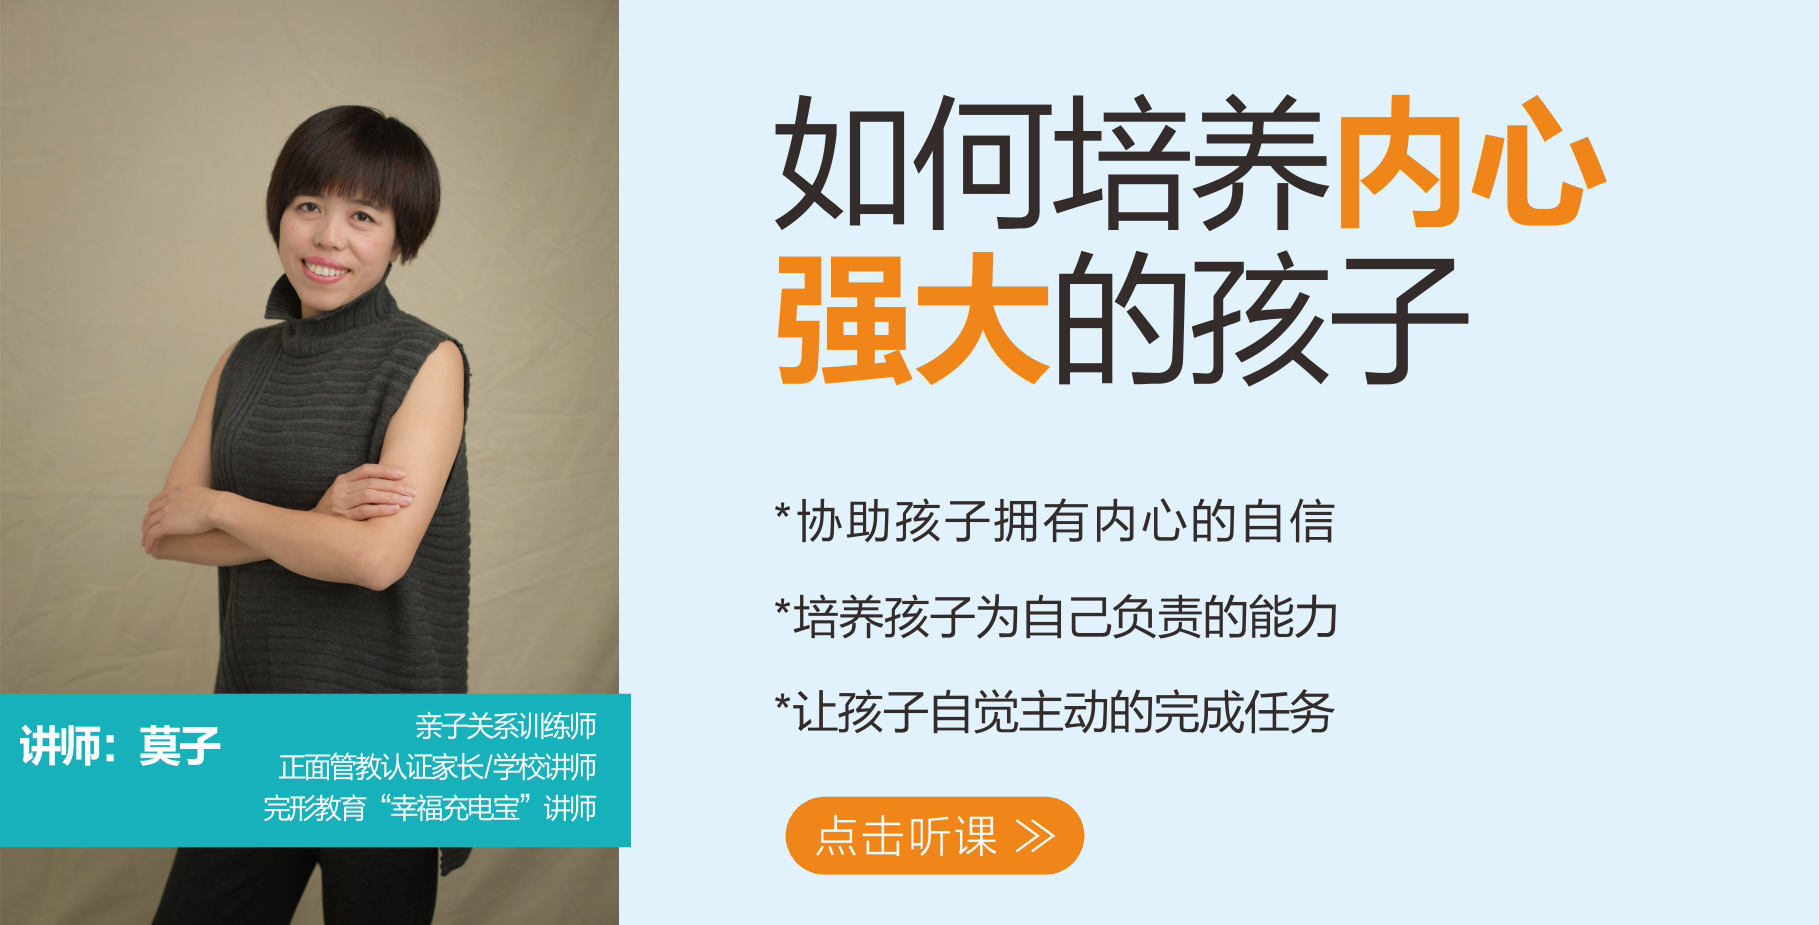 如何培养内心
强大的孩子
*协助孩子拥有内心的自信
*培养孩子为自己负责的能力
*让孩子自觉主动的完成任务
点击听课
讲师：莫子
亲子关系训练师
正面管教认证家长/学校讲师
完形教育“幸福充电宝”讲师